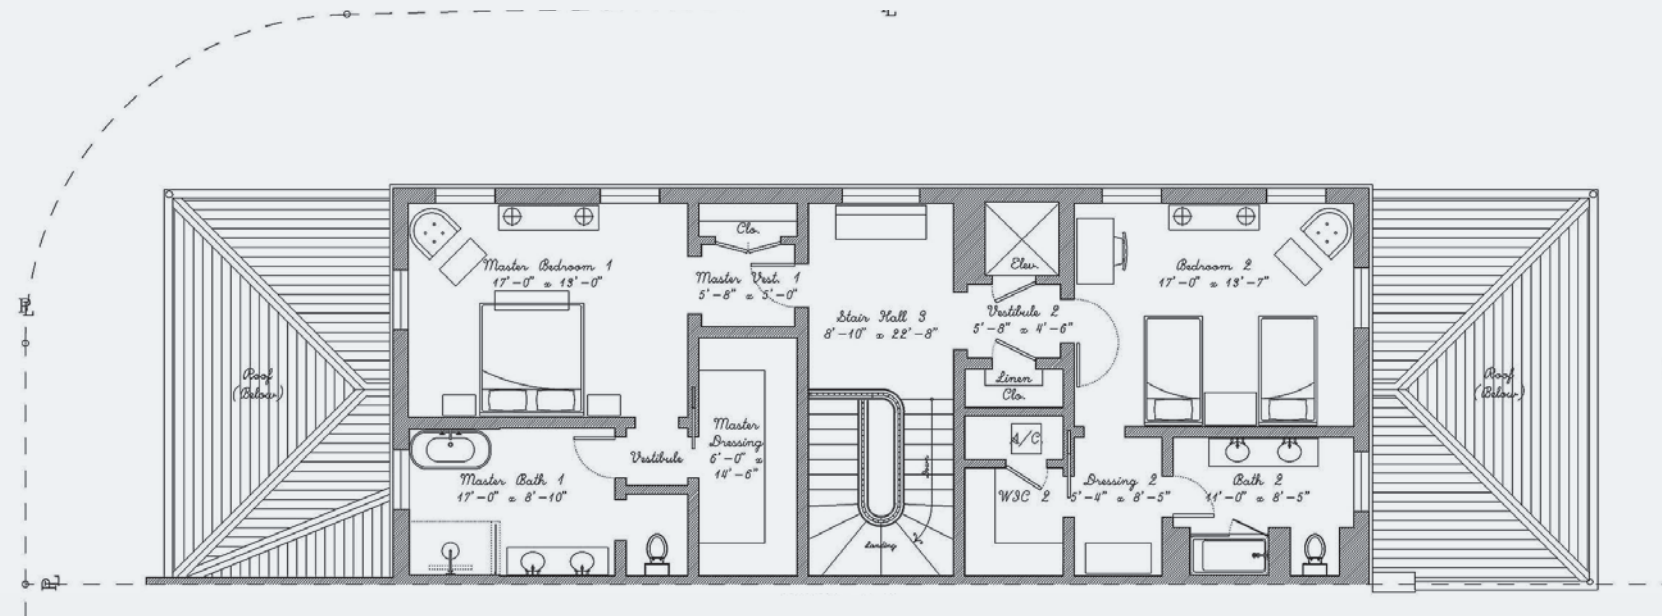 PL
Clo.
Elev.
Master Bedroom 1
17'-0" x 13'-0"
Master Vest. 1
5'-8" x 5'-0"
Bedroom 2
17'-0" x 13'-7"
PL
Stair Hall 3
8'-10" x 22'-8"
Vestibule 2
5'-8" x 4'-6"
Roof
(Below)
Linen
Clo.
Roof
(Below)
Master
Dressing
6'-0" x
14'-6"
A/C
Vestibule
Down
Master Bath 1
17'-0" x 8'-10"
WIC 2
Dressing 2
5'-4" x 8'-5"
Bath 2
11'-0" x 8'-5"
Landing
PL